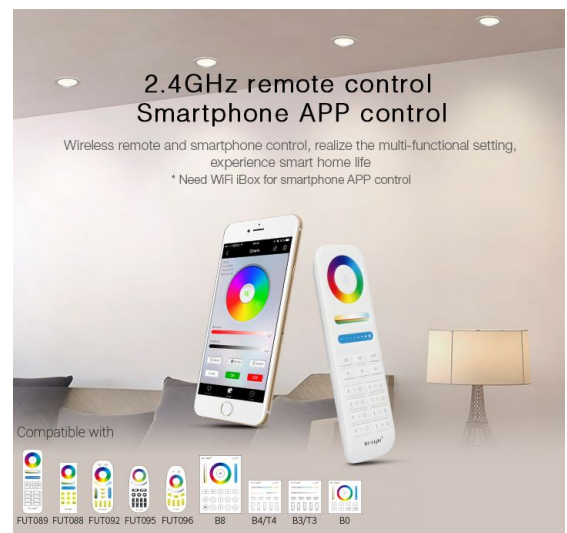 2.4GHz remote control
Smartphone APP control
Wireless remote and smartphone control, realize the multi-functional setting,
experience smart home life
* Need WiFi iBox for smartphone APP control
Mi·Light
Compatible with
FUT089 FUT088 FUT092 FUT095 FUT096 B8 B4/T4 B3/T3 B0